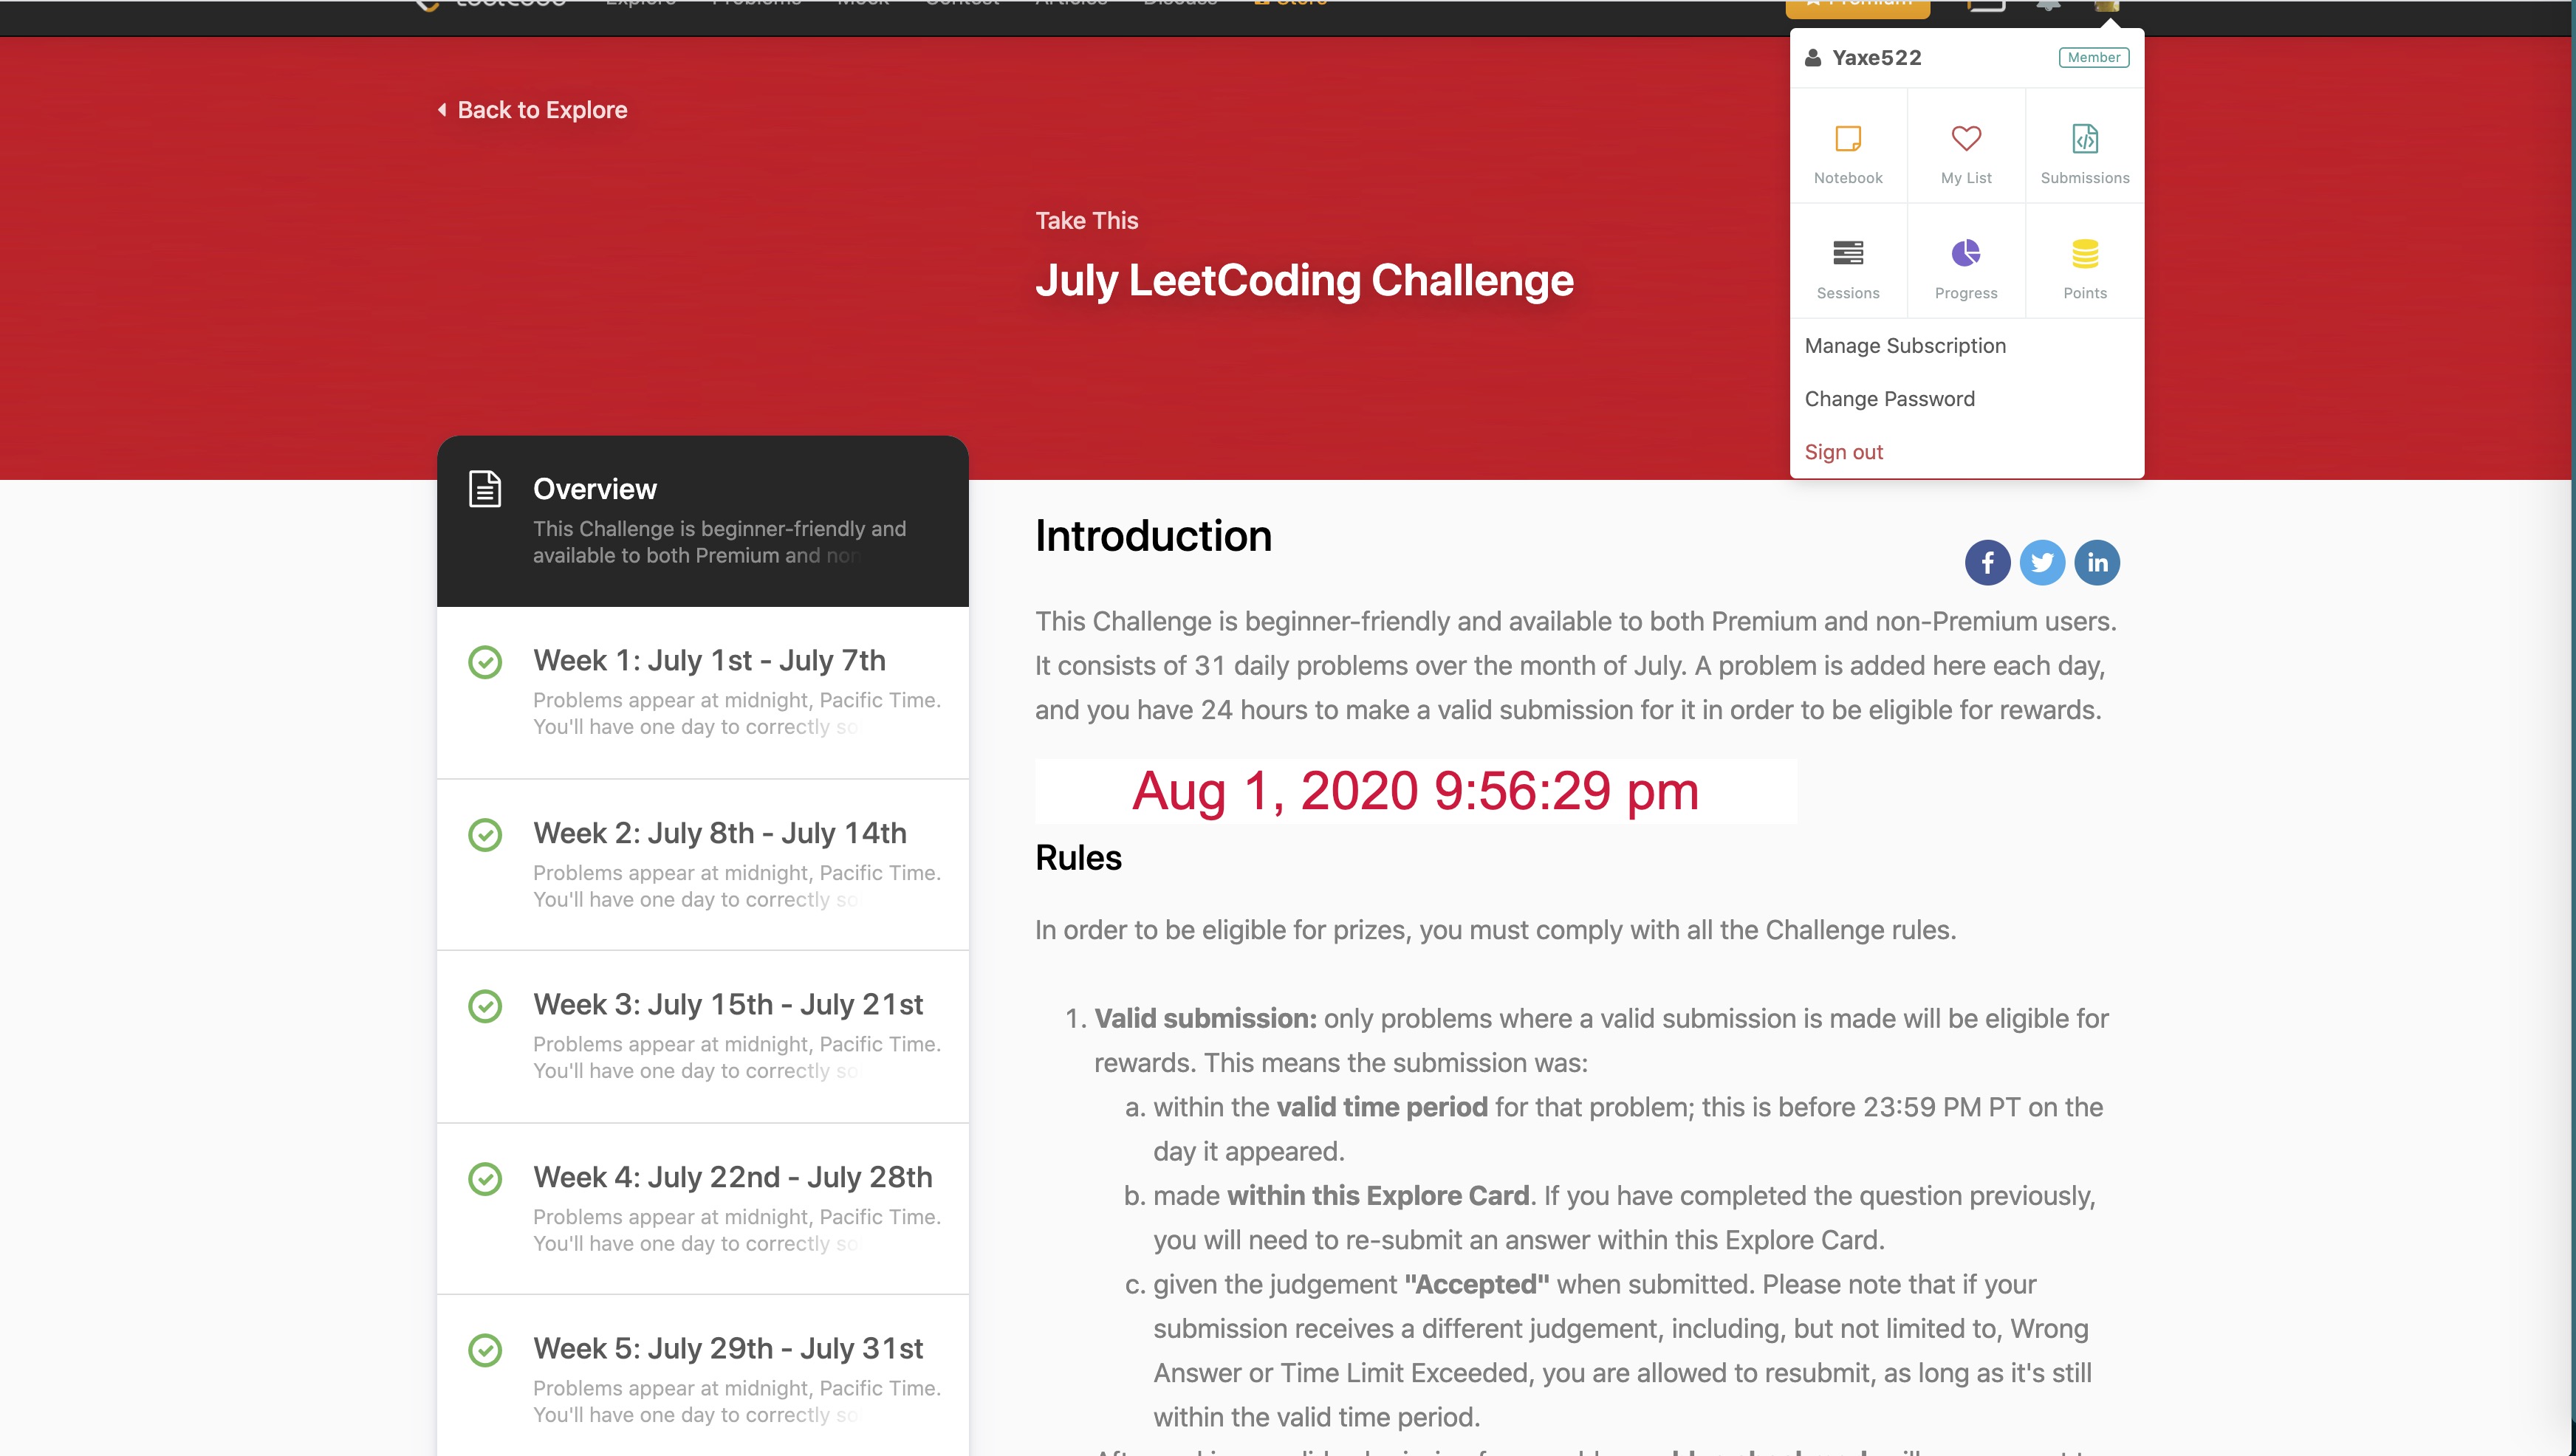 LeetCode Explore Problems Mock Contest Articles Discuss Store Premium
Yaxe522 Member
Notebook My List Submissions
Sessions Progress Points
Manage Subscription
Change Password
Sign out
Back to Explore
Take This
July LeetCoding Challenge
Overview
This Challenge is beginner-friendly and
available to both Premium and non
Week 1: July 1st - July 7th
Problems appear at midnight, Pacific Time.
You'll have one day to correctly so
Week 2: July 8th - July 14th
Problems appear at midnight, Pacific Time.
You'll have one day to correctly so
Week 3: July 15th - July 21st
Problems appear at midnight, Pacific Time.
You'll have one day to correctly so
Week 4: July 22nd - July 28th
Problems appear at midnight, Pacific Time.
You'll have one day to correctly so
Week 5: July 29th - July 31st
Problems appear at midnight, Pacific Time.
You'll have one day to correctly so
Introduction
This Challenge is beginner-friendly and available to both Premium and non-Premium users.
It consists of 31 daily problems over the month of July. A problem is added here each day,
and you have 24 hours to make a valid submission for it in order to be eligible for rewards.
Aug 1, 2020 9:56:29 pm
Rules
In order to be eligible for prizes, you must comply with all the Challenge rules.
1. Valid submission: only problems where a valid submission is made will be eligible for
rewards. This means the submission was:
a. within the valid time period for that problem; this is before 23:59 PM PT on the
day it appeared.
b. made within this Explore Card. If you have completed the question previously,
you will need to re-submit an answer within this Explore Card.
c. given the judgement "Accepted" when submitted. Please note that if your
submission receives a different judgement, including, but not limited to, Wrong
Answer or Time Limit Exceeded, you are allowed to resubmit, as long as it's still
within the valid time period.